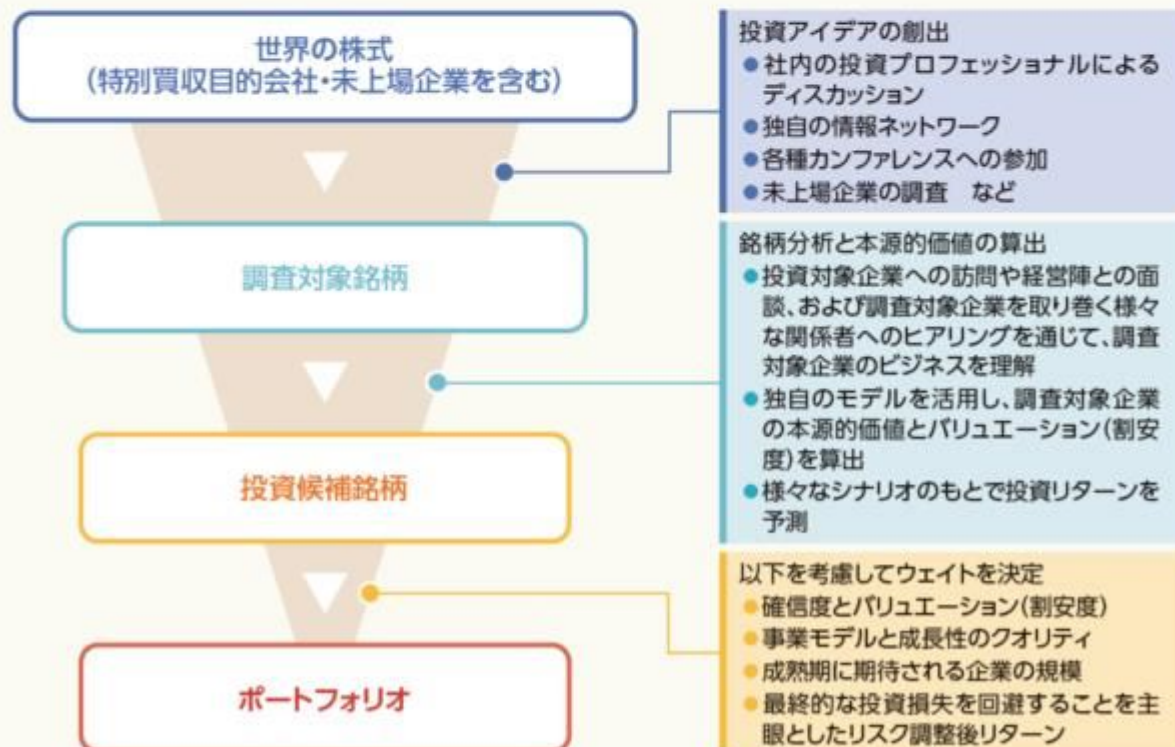 世界の株式
(特別買収目的会社・未上場企業を含む)
調査対象銘柄
投資候補銘柄
ポートフォリオ
投資アイデアの創出
●社内の投資プロフェッショナルによる
ディスカッション
●独自の情報ネットワーク
●各種カンファレンスへの参加
●未上場企業の調査　など
銘柄分析と本源的価値の算出
●投資対象企業への訪問や経営陣との面
談、および調査対象企業を取り巻く様々
な関係者へのヒアリングを通じて、調査
対象企業のビジネスを理解
●独自のモデルを活用し、調査対象企業
の本源的価値とバリュエーション(割安
度)を算出
●様々なシナリオのもとで投資リターンを
予測
以下を考慮してウェイトを決定
●確信度とバリュエーション(割安度)
●事業モデルと成長性のクオリティ
●成熟期に期待される企業の規模
●最終的な投資損失を回避することを主
眼としたリスク調整後リターン